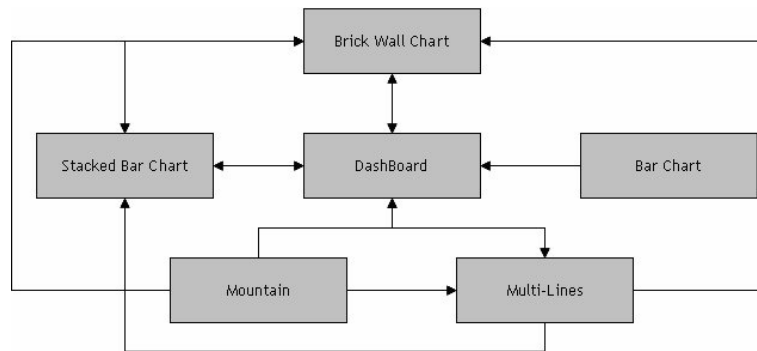 Brick Wall Chart
Stacked Bar Chart
DashBoard
Bar Chart
Mountain
Multi-Lines